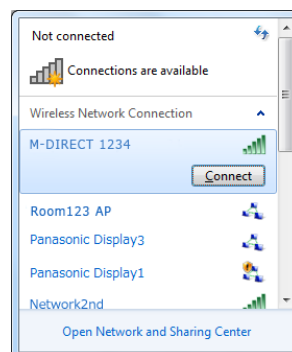 Not connected
Connections are available
Wireless Network Connection
M-DIRECT 1234
Connect
Room123 AP
Panasonic Display3
Panasonic Display1
Network2nd
Open Network and Sharing Center